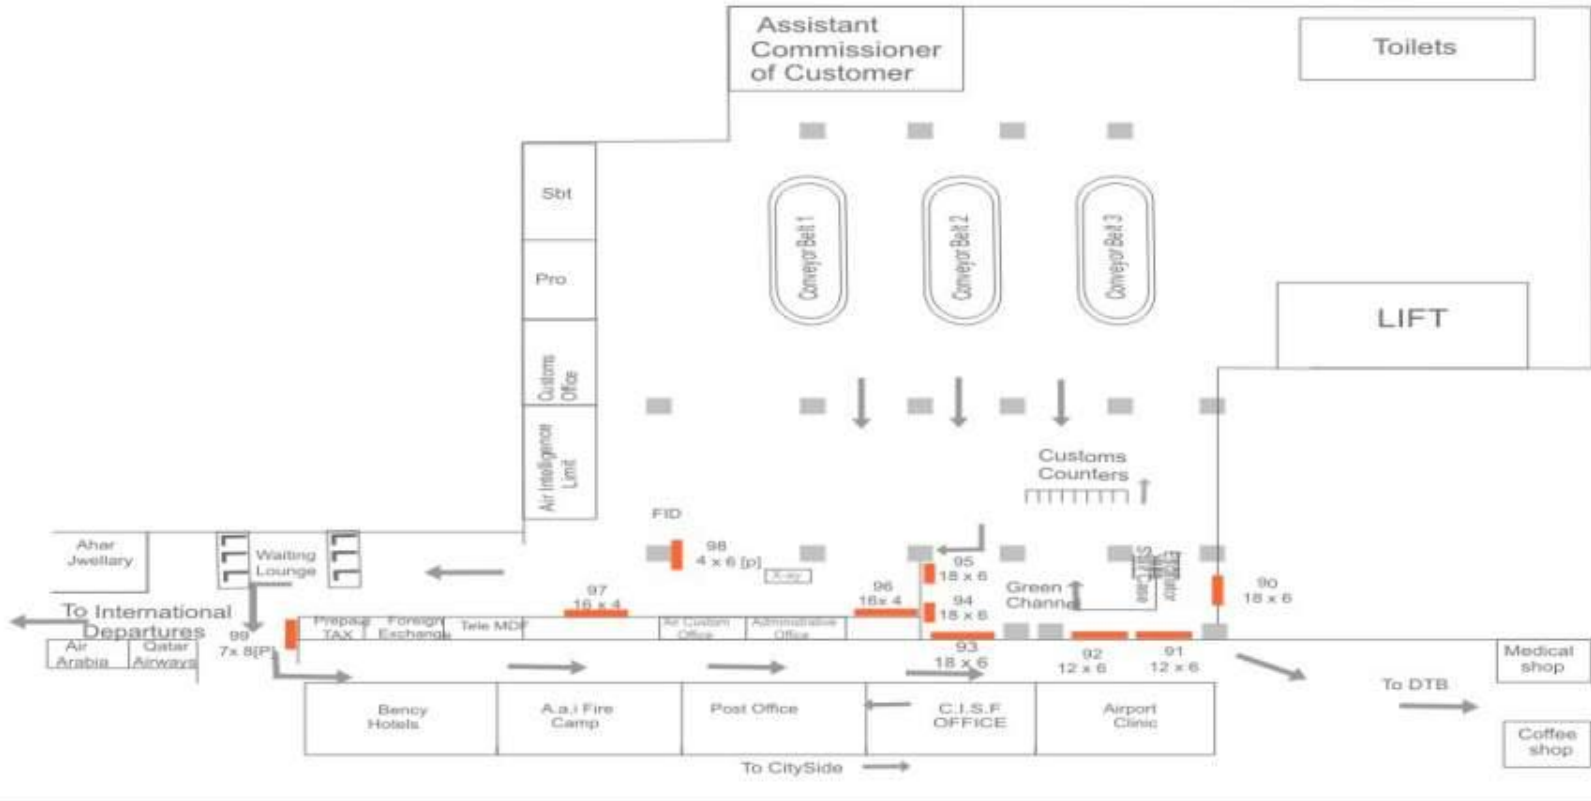 Assistant
Commissioner
of Customer
Toilets
Sbt
Conveyor Belt 1
Conveyor Belt 2
Conveyor Belt 3
Pro
LIFT
Customs
Office
Air Intelligence
Limit
Customs
Counters
FID
Ahar
Jwellary
Waiting
Lounge
98
4 x 6 [p]
X-ay
95
18 x 6
90
18 x 6
97
16 x 4
96
16x 4
94
18 x 6
Green
Channel
To International
Departures
99
7x 8[P]
Prepaid
TAX
Foreign
Exchange
Tele MDF
Air Custom
Office
Administrative
Office
Air
Arabia
Qatar
Airways
93
18 x 6
92
12 x 6
91
12 x 6
Medical
shop
To DTB
Bency
Hotels
A.a.i Fire
Camp
Post Office
C.I.S.F
OFFICE
Airport
Clinic
Coffee
shop
To CitySide